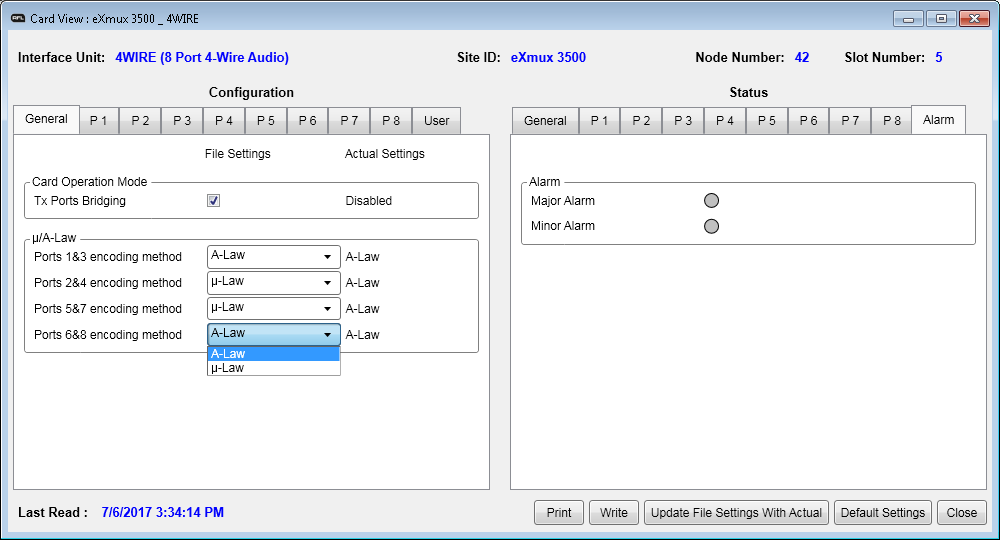 AFL Card View : eXmux 3500 _ 4WIRE
Interface Unit: 4WIRE (8 Port 4-Wire Audio) Site ID: eXmux 3500 Node Number: 42 Slot Number: 5
Configuration
General P 1 P 2 P 3 P 4 P 5 P 6 P 7 P 8 User
File Settings Actual Settings
Card Operation Mode
Tx Ports Bridging Disabled
μ/A-Law
Ports 1&3 encoding method A-Law A-Law
Ports 2&4 encoding method μ-Law A-Law
Ports 5&7 encoding method μ-Law A-Law
Ports 6&8 encoding method A-Law A-Law
A-Law
μ-Law
Status
General P 1 P 2 P 3 P 4 P 5 P 6 P 7 P 8 Alarm
Alarm
Major Alarm
Minor Alarm
Last Read : 7/6/2017 3:34:14 PM
Print Write Update File Settings With Actual Default Settings Close